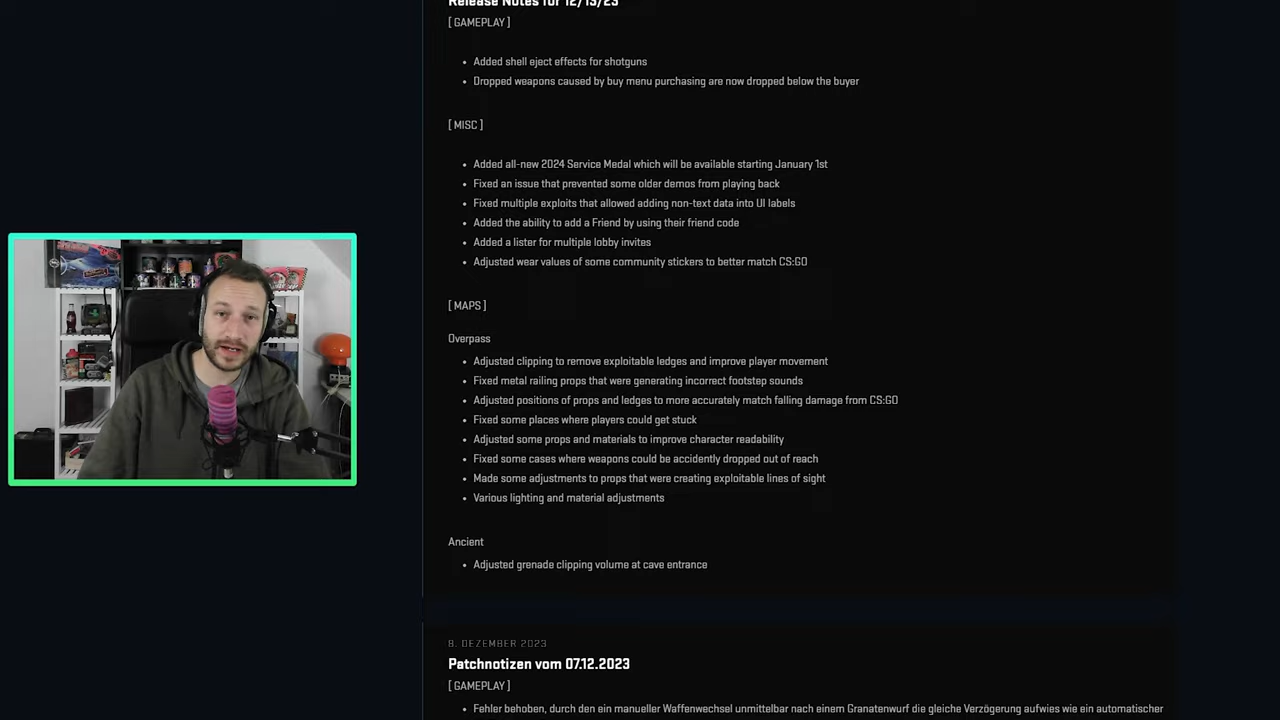 Release Notes for 12/13/23
[ GAMEPLAY ]
• Added shell eject effects for shotguns
• Dropped weapons caused by buy menu purchasing are now dropped below the buyer
[ MISC ]
• Added all-new 2024 Service Medal which will be available starting January 1st
• Fixed an issue that prevented some older demos from playing back
• Fixed multiple exploits that allowed adding non-text data into UI labels
• Added the ability to add a Friend by using their friend code
• Added a lister for multiple lobby invites
• Adjusted wear values of some community stickers to better match CS:GO
[ MAPS ]
Overpass
• Adjusted clipping to remove exploitable ledges and improve player movement
• Fixed metal railing props that were generating incorrect footstep sounds
• Adjusted positions of props and ledges to more accurately match falling damage from CS:GO
• Fixed some places where players could get stuck
• Adjusted some props and materials to improve character readability
• Fixed some cases where weapons could be accidently dropped out of reach
• Made some adjustments to props that were creating exploitable lines of sight
• Various lighting and material adjustments
Ancient
• Adjusted grenade clipping volume at cave entrance
8. DEZEMBER 2023
Patchnotizen vom 07.12.2023
[ GAMEPLAY ]
• Fehler behoben, durch den ein manueller Waffenwechsel unmittelbar nach einem Granatenwurf die gleiche Verzögerung aufwies wie ein automatischer